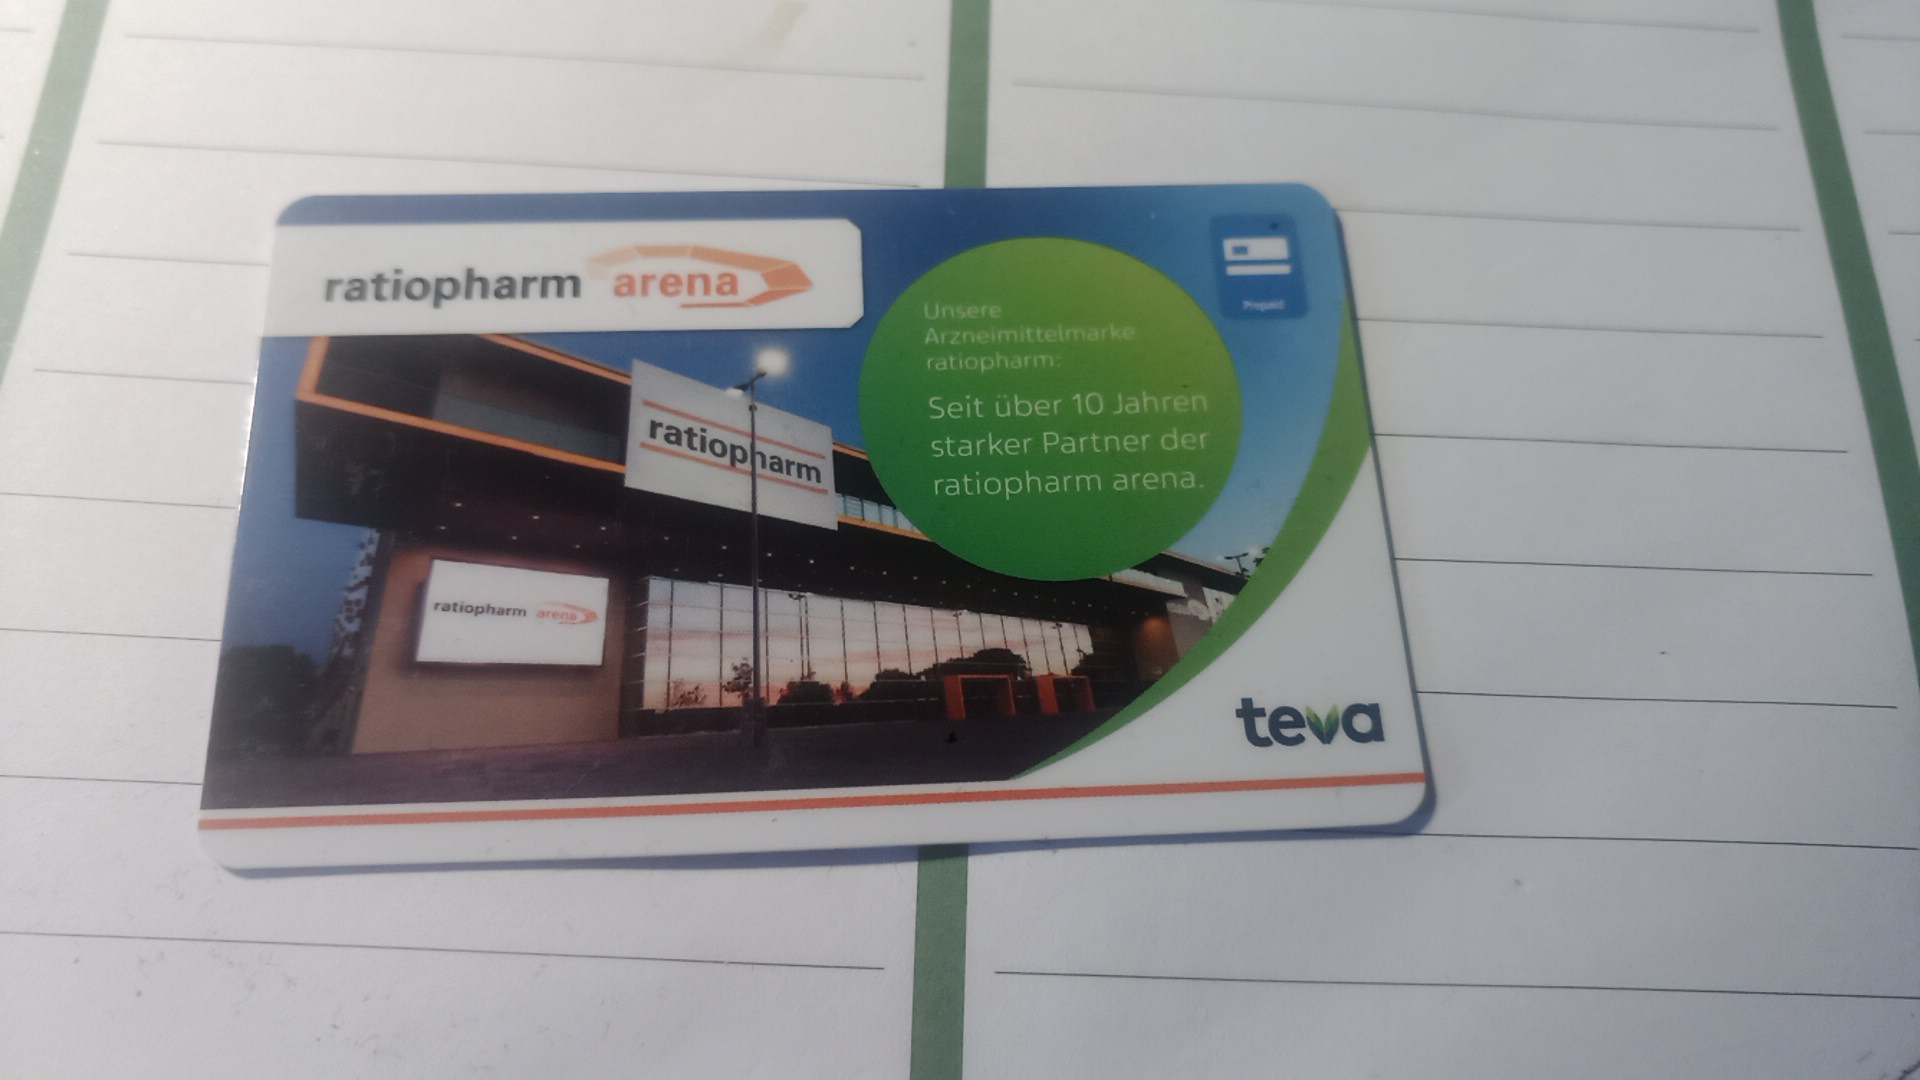 ratiopharm arena
Prepaid
Unsere
Arzneimittelmarke
ratiopharm:
Seit über 10 Jahren
starker Partner der
ratiopharm arena.
ratiopharm
ratiopharm arena
teva